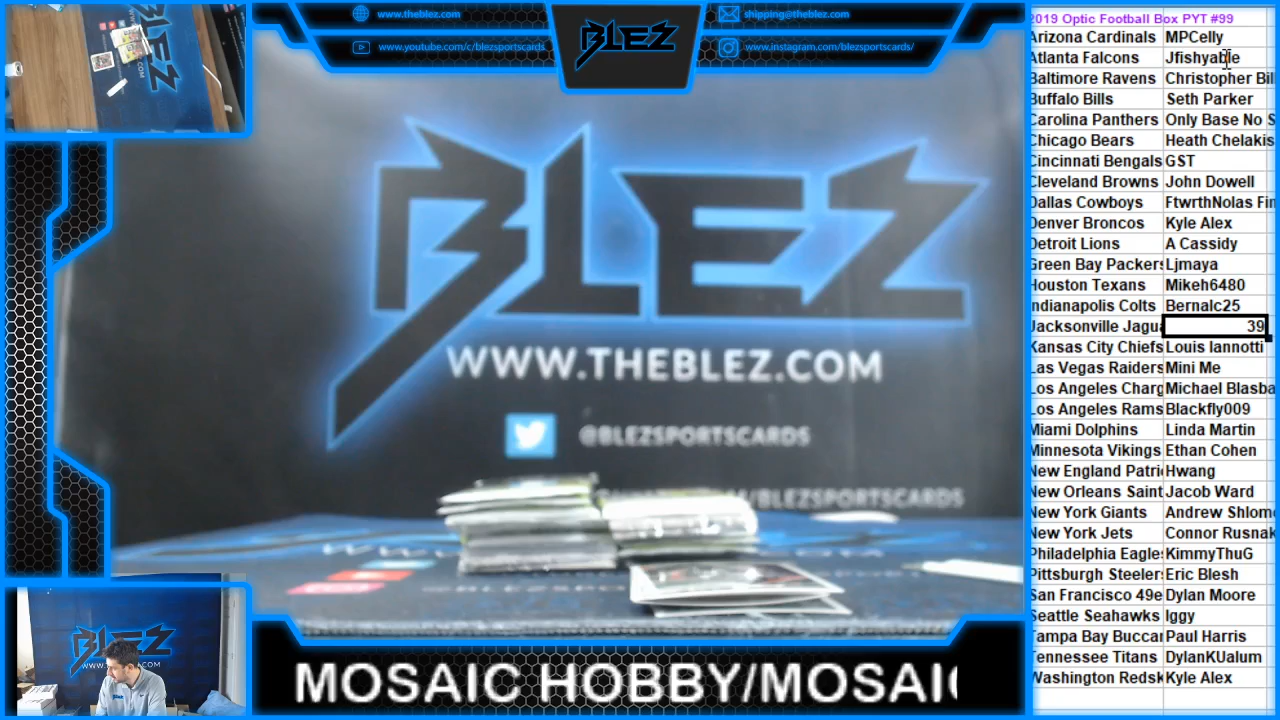 www.theblez.com
shipping@theblez.com
www.youtube.com/c/blezsportscards
BLEZ
www.instagram.com/blezsportscards/
BLEZ
WWW.THEBLEZ.COM
@BLEZSPORTSCARDS
/BLEZSPORTSCARDS
BLEZ
MOSAIC HOBBY/MOSAIC
2019 Optic Football Box PYT #99
Arizona Cardinals MPCelly
Atlanta Falcons Jfishyable
Baltimore Ravens Christopher Bil
Buffalo Bills Seth Parker
Carolina Panthers Only Base No S
Chicago Bears Heath Chelakis
Cincinnati Bengals GST
Cleveland Browns John Dowell
Dallas Cowboys FtwrthNolas Fin
Denver Broncos Kyle Alex
Detroit Lions A Cassidy
Green Bay Packers Ljmaya
Houston Texans Mikeh6480
Indianapolis Colts Bernalc25
Jacksonville Jagua 39
Kansas City Chiefs Louis Iannotti
Las Vegas Raiders Mini Me
Los Angeles Charg Michael Blasba
Los Angeles Rams Blackfly009
Miami Dolphins Linda Martin
Minnesota Vikings Ethan Cohen
New England Patri Hwang
New Orleans Saint Jacob Ward
New York Giants Andrew Shlom
New York Jets Connor Rusnak
Philadelphia Eagle KimmyThuG
Pittsburgh Steelers Eric Blesh
San Francisco 49e Dylan Moore
Seattle Seahawks Iggy
Tampa Bay Buccan Paul Harris
Tennessee Titans DylanKUalum
Washington Redsk Kyle Alex